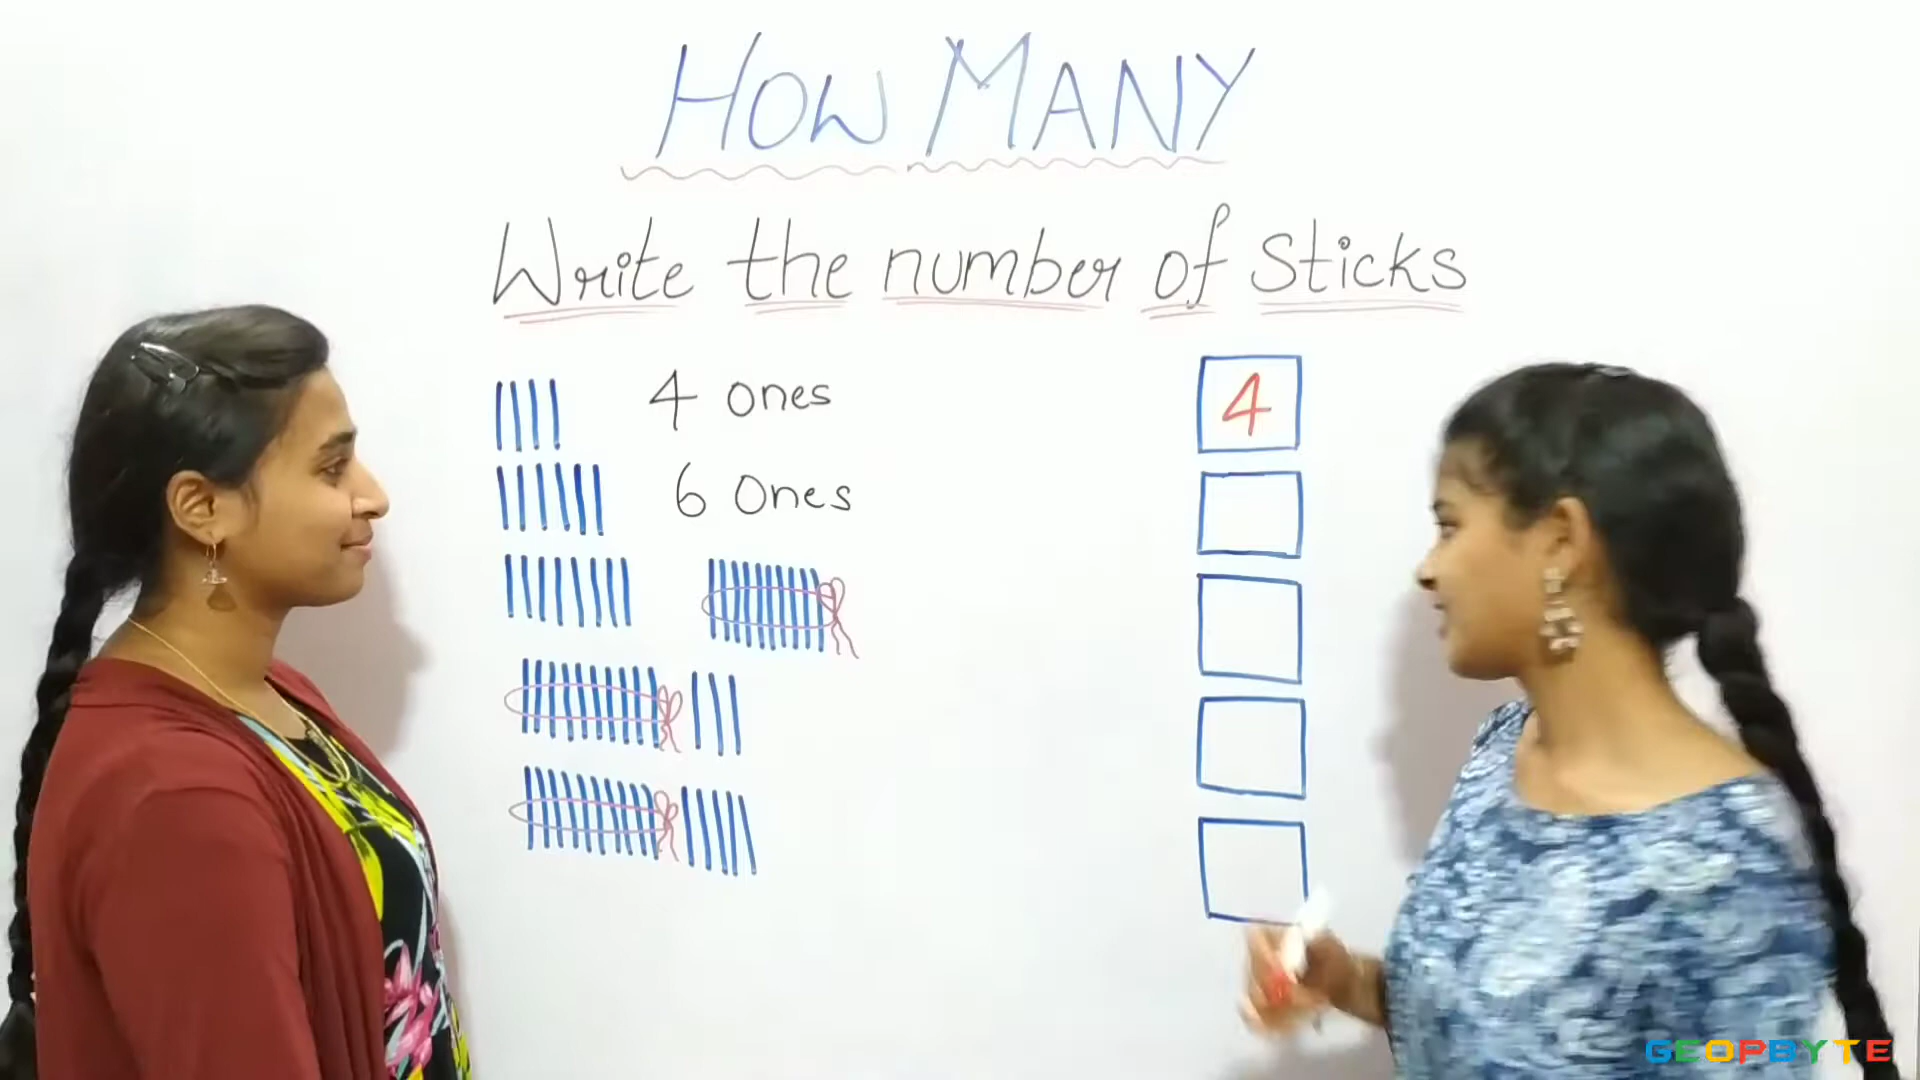 HOW MANY
Write the number of sticks
4 ones
4
6 Ones
GEOPBYTE